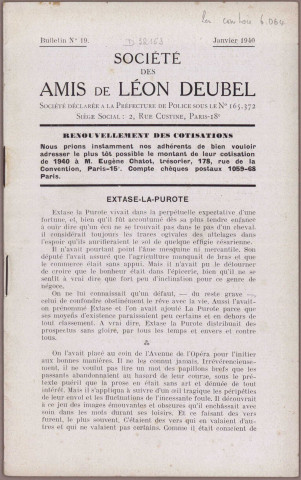 Bulletin N° 19.
Janvier 1940
SOCIÉTÉ
DES
AMIS DE LÉON DEUBEL
SOCIÉTÉ DÉCLARÉE A LA PRÉFECTURE DE POLICE SOUS LE N° 165.372
SIÈGE SOCIAL : 2, RUE CUSTINE, PARIS-18e
RENOUVELLEMENT DES COTISATIONS
Nous prions instamment nos adhérents de bien vouloir
adresser le plus tôt possible le montant de leur cotisation
de 1940 à M. Eugène Chatot, trésorier, 178, rue de la
Convention, Paris-15e. Compte chèques postaux 1059-68
Paris.
EXTASE-LA-PUROTE
Extase la Purote vivait dans la perpétuelle expectative d'une
fortune, et, bien qu'il fût accoutumé dès sa plus tendre enfance
à ouïr dire qu'un écu ne se trouvait pas dans le pas d'un cheval,
il considérait toujours les traces ogivales des attelages dans
l'espoir qu'ils aurifieraient le sol de quelque effigie césarienne.
Il n'avait pourtant point l'âme mesquine ni mercantile. Son
député l'avait assuré que l'agriculture manquait de bras et que
le commerce était sans appui. Mais il n'avait pu le détourner
de croire que le bonheur était dans l'épicerie, bien qu'il ne se
sentît à vrai dire que fort peu d'inclination pour ce genre de
négoce.
On ne lui connaissait qu'un défaut, — du reste grave —,
celui de confondre obstinément le rêve avec la vie. Aussi l'avait-
on prénommé Extase et l'on avait ajouté La Purote parce que
ses moyens d'existence paraissaient peu certains et en dehors de
tout classement. A vrai dire, Extase la Purote distribuait des
prospectus sans gloire, par tous les temps et envers et contre
tous.
On l'avait placé au coin de l'Avenue de l'Opéra pour l'initier
aux bonnes manières. Il ne les connut jamais. Irrévérencieuse-
ment, il ne voulut pas lire un mot des papillons ineufs que les
passants abandonnaient au hasard de leur course, sous le pré-
texte puéril que la prose en était sans art et dénuée de tout
intérêt. Mais il s'appliqua à suivre d'un œil tragique les péripéties
de leur envol et les fluctuations de l'incessante foule. Il découvrait
à ce jeu des images émouvantes et obscures qu'il enchâssait avec
soin dans les mots durant ses loisirs. Et ce faisant des vers
furent, le plus souvent. C'étaient des vers qui en valaient d'au-
tres et qui ne valaient pas certains. Comme il était conscient de